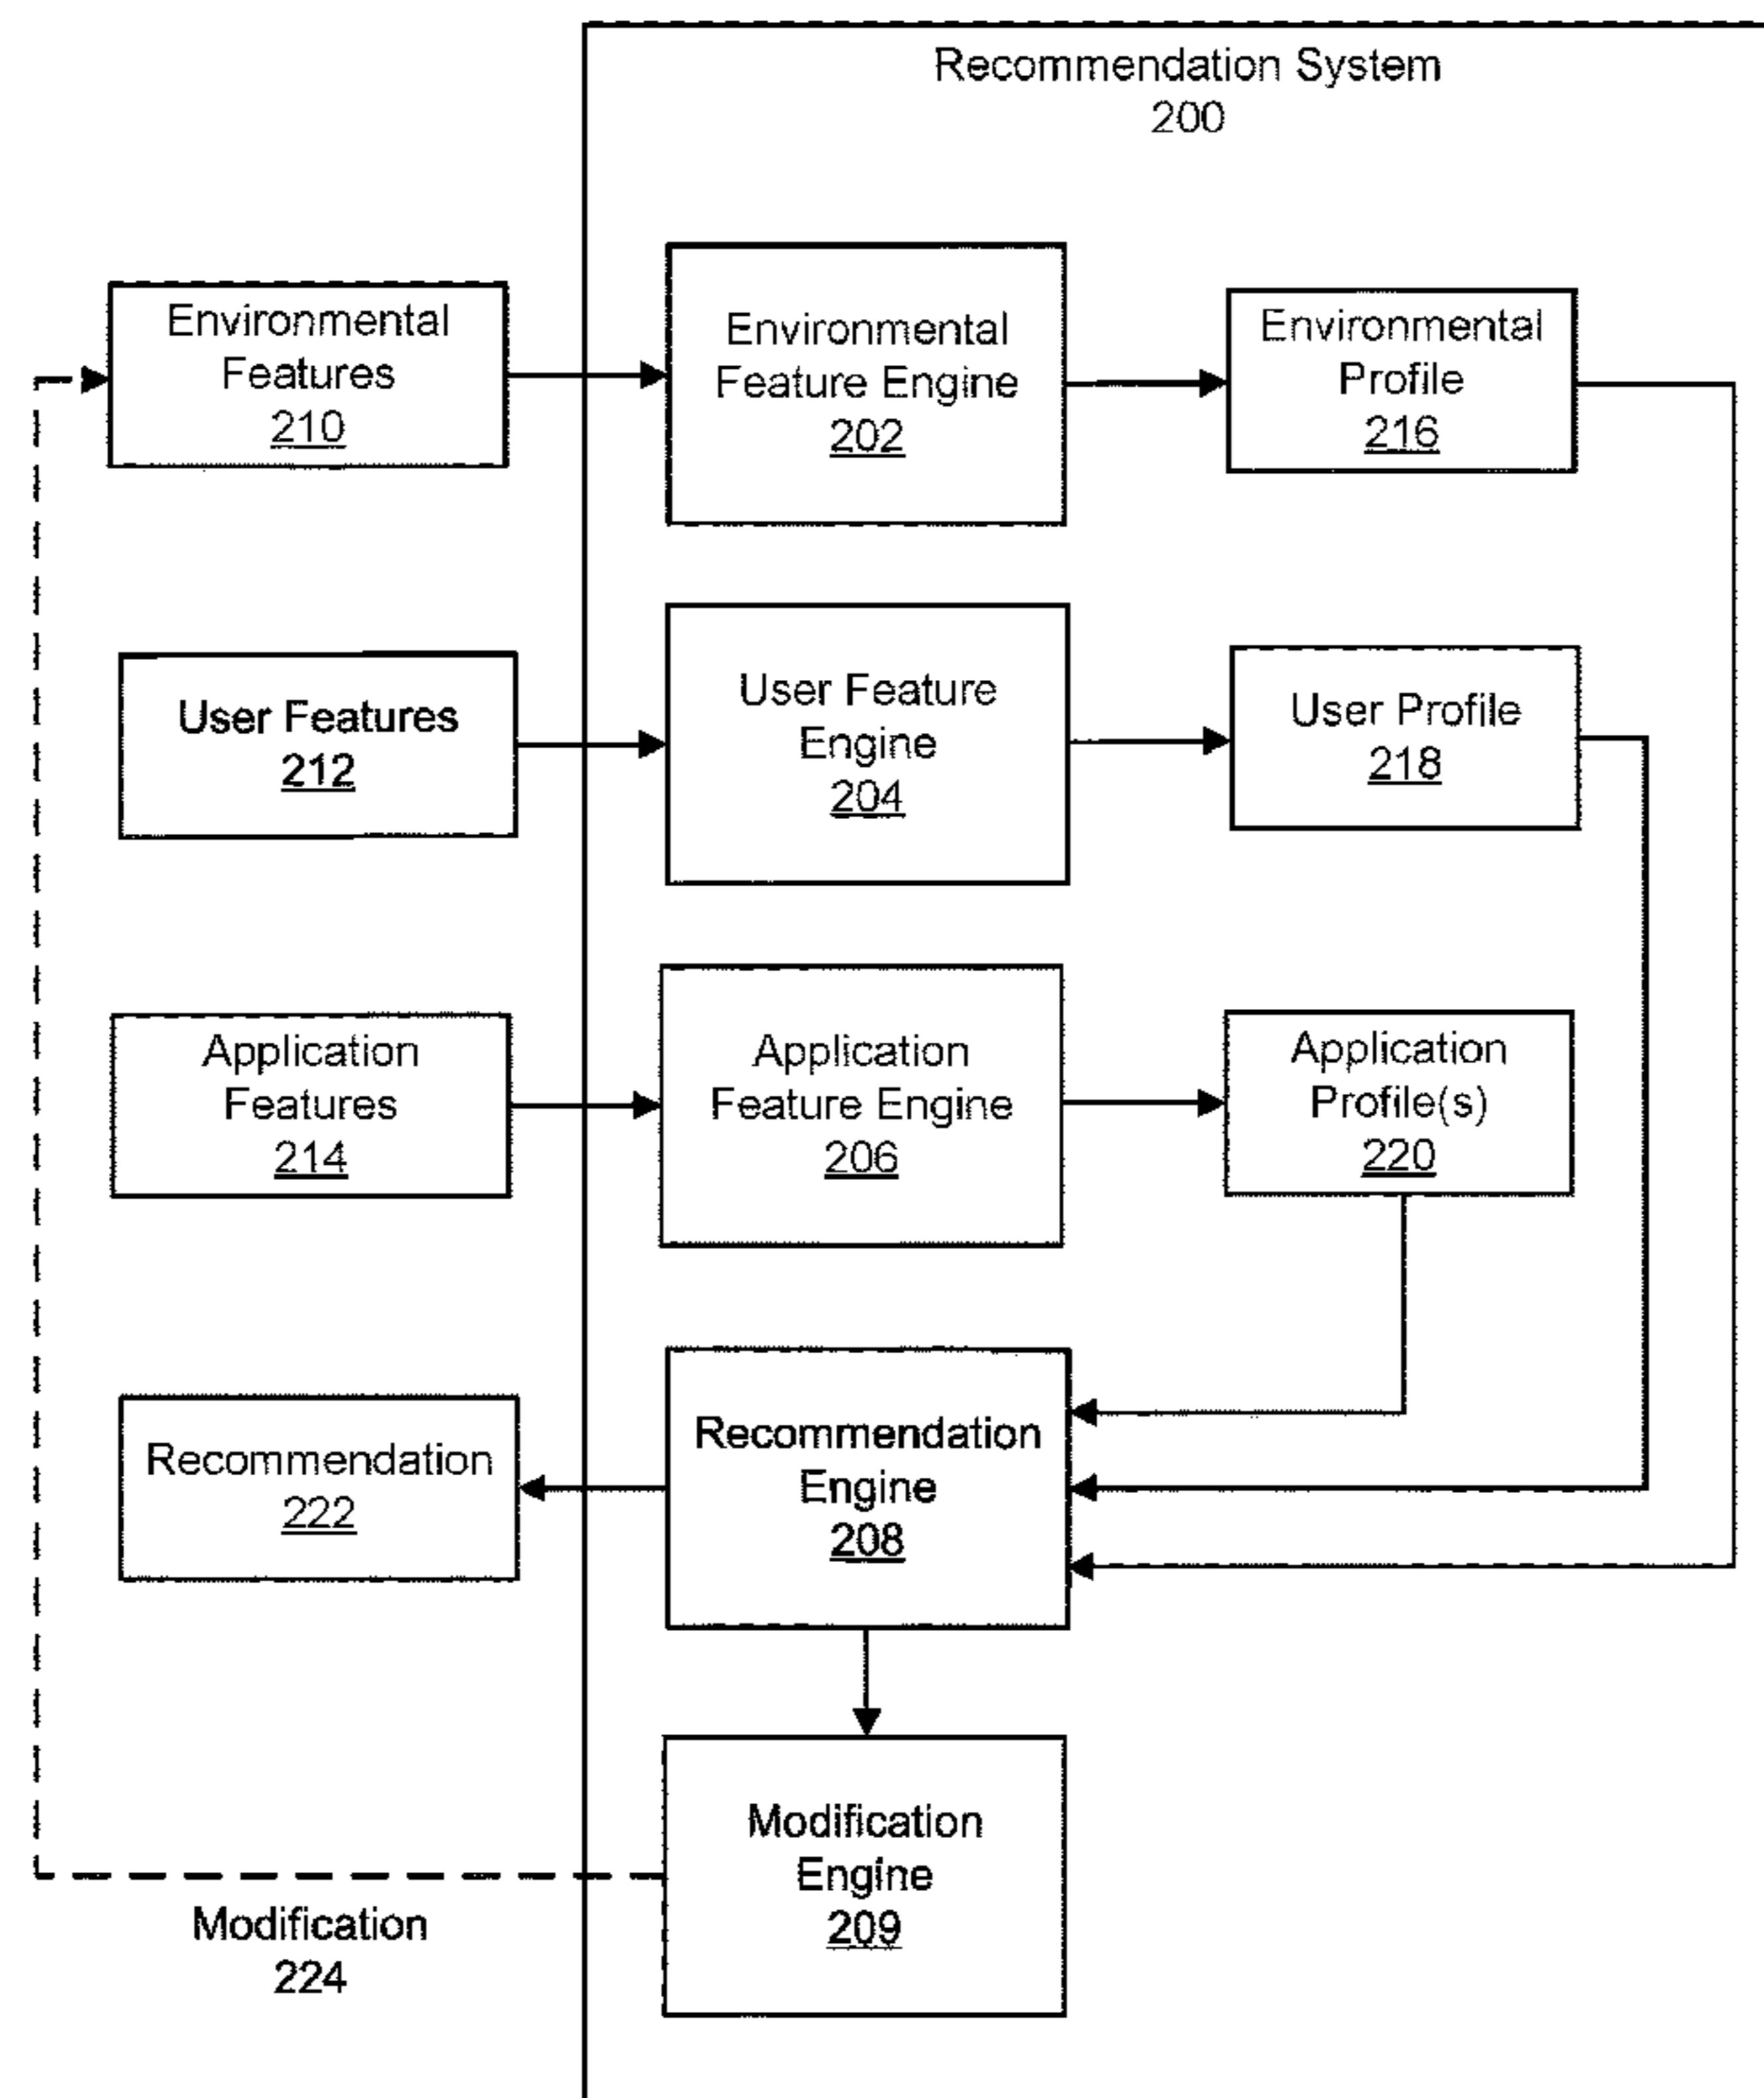 Recommendation System
200
Environmental
Features
210
Environmental
Feature Engine
202
Environmental
Profile
216
User Features
212
User Feature
Engine
204
User Profile
218
Application
Features
214
Application
Feature Engine
206
Application
Profile(s)
220
Recommendation
222
Recommendation
Engine
208
Modification
Engine
209
Modification
224